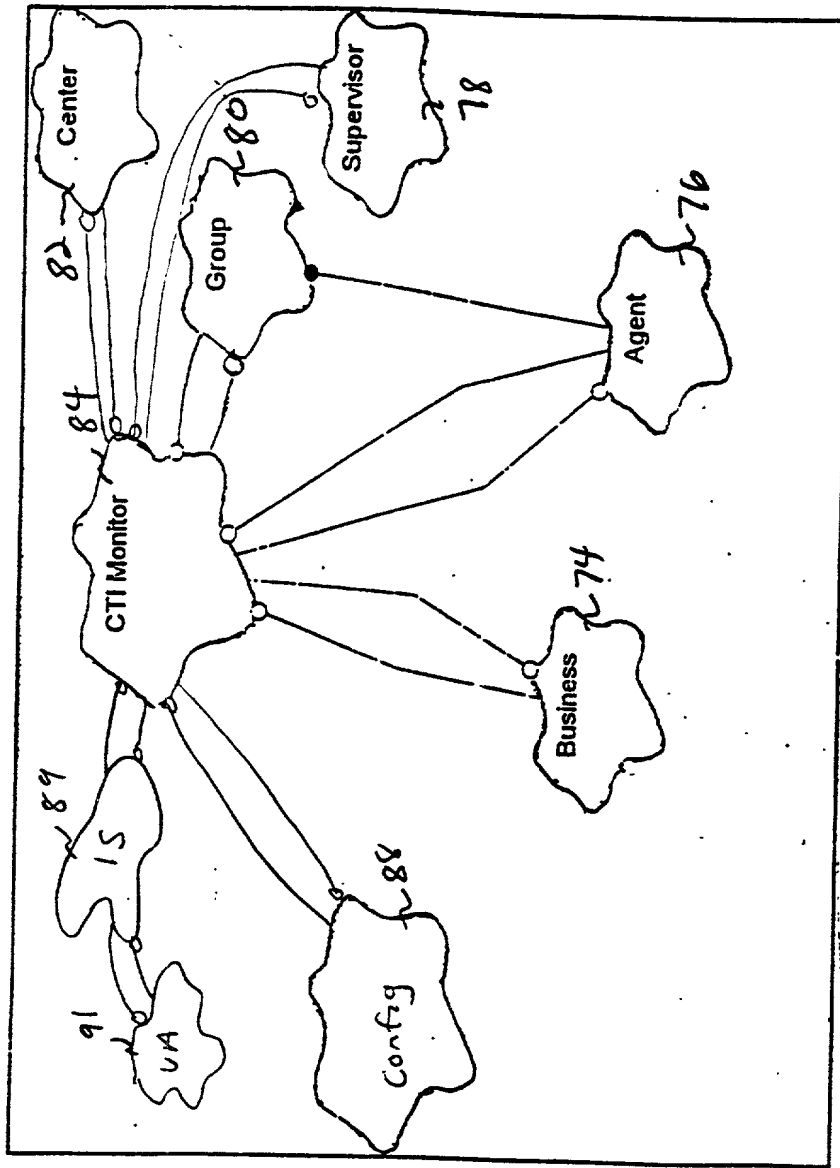 91
UA
89
IS
84
CTI Monitor
82
Center
80
Group
Supervisor
78
Config
88
Business
74
Agent
76